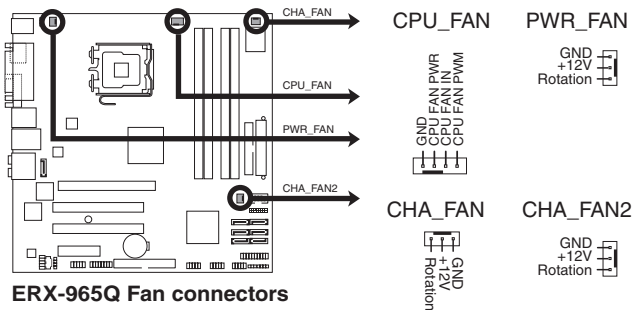 CHA_FAN
CPU_FAN
PWR_FAN
CHA_FAN2
CPU_FAN
GND
CPU FAN PWR
CPU FAN IN
CPU FAN PWM
PWR_FAN
GND
+12V
Rotation
CHA_FAN
Rotation
+12V
GND
CHA_FAN2
GND
+12V
Rotation
ERX-965Q Fan connectors